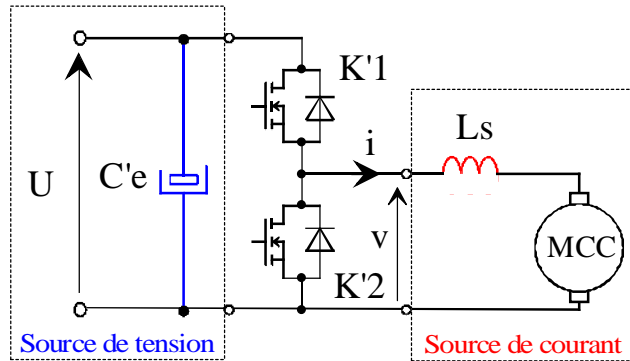 K'1
Ls
i
U
C'e
v
MCC
K'2
Source de tension
Source de courant